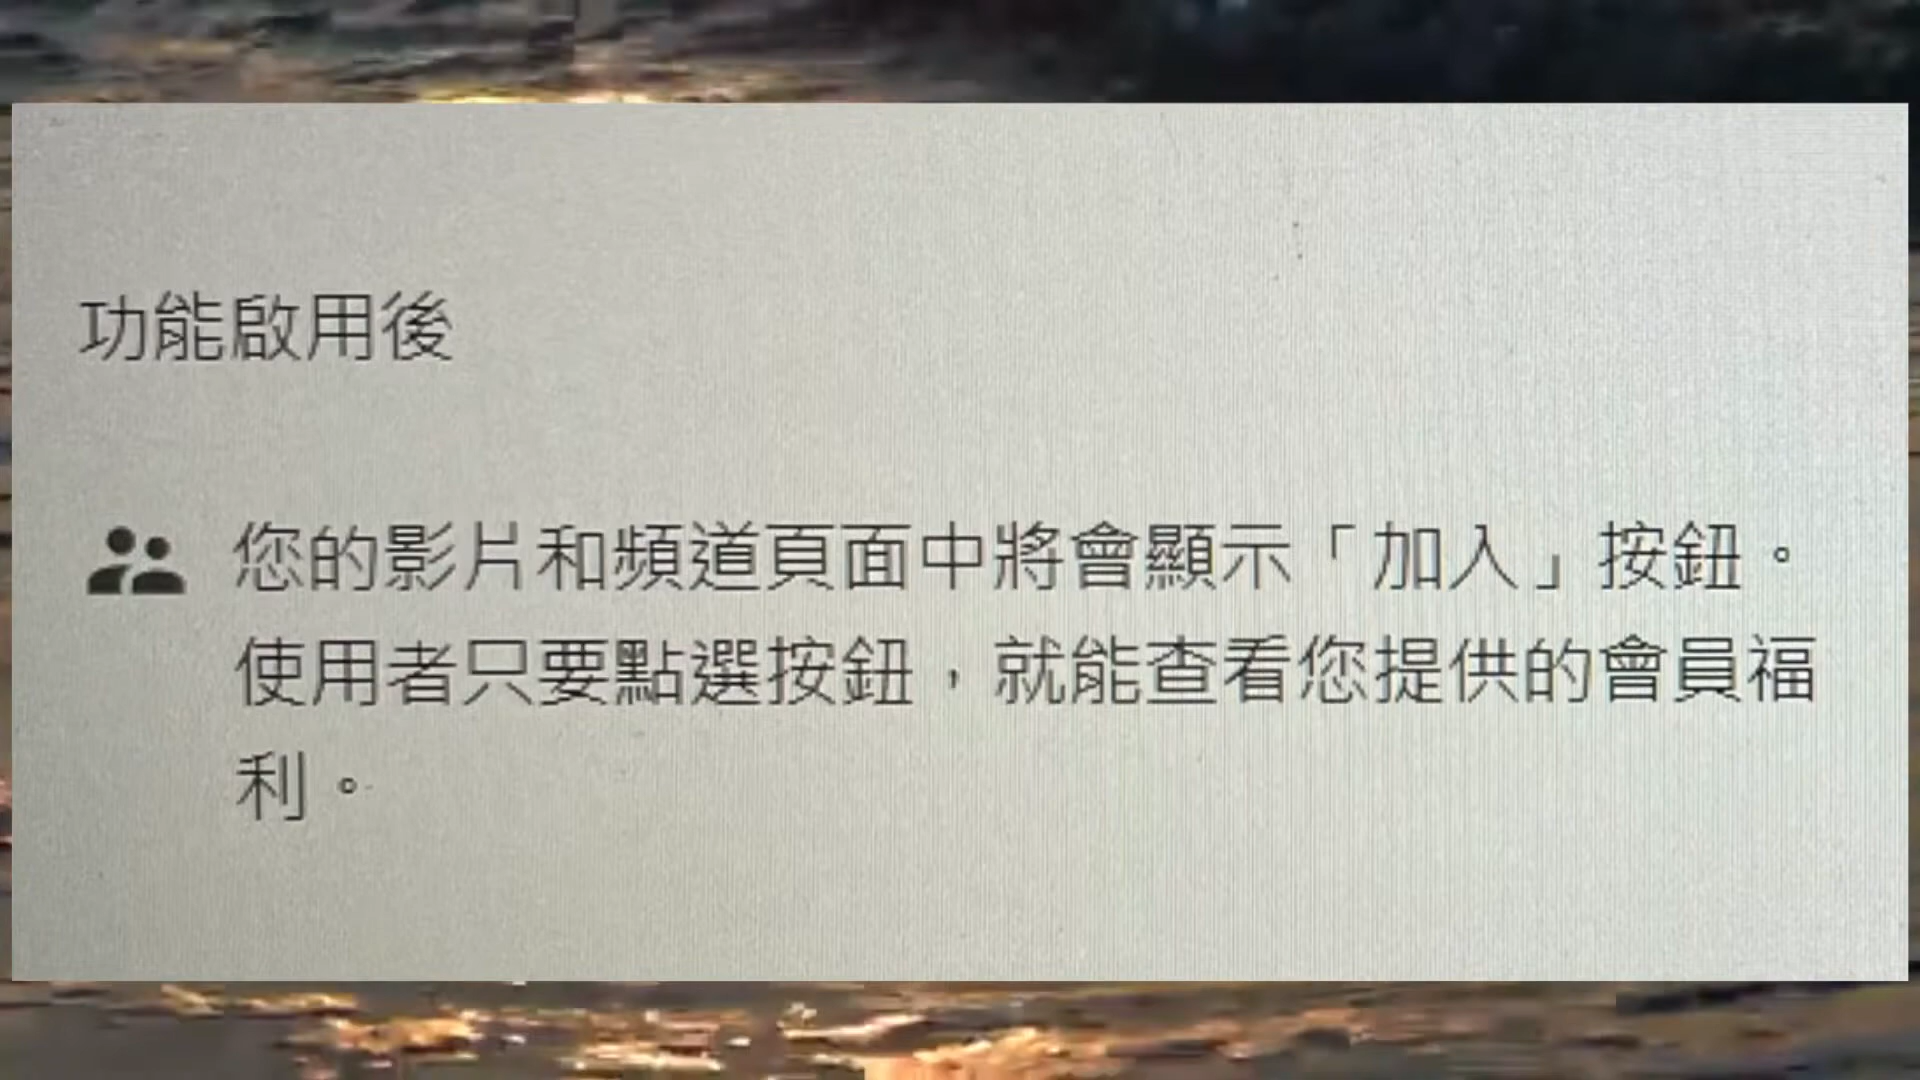 功能啟用後
您的影片和頻道頁面中將會顯示「加入」按鈕。
使用者只要點選按鈕，就能查看您提供的會員福
利。